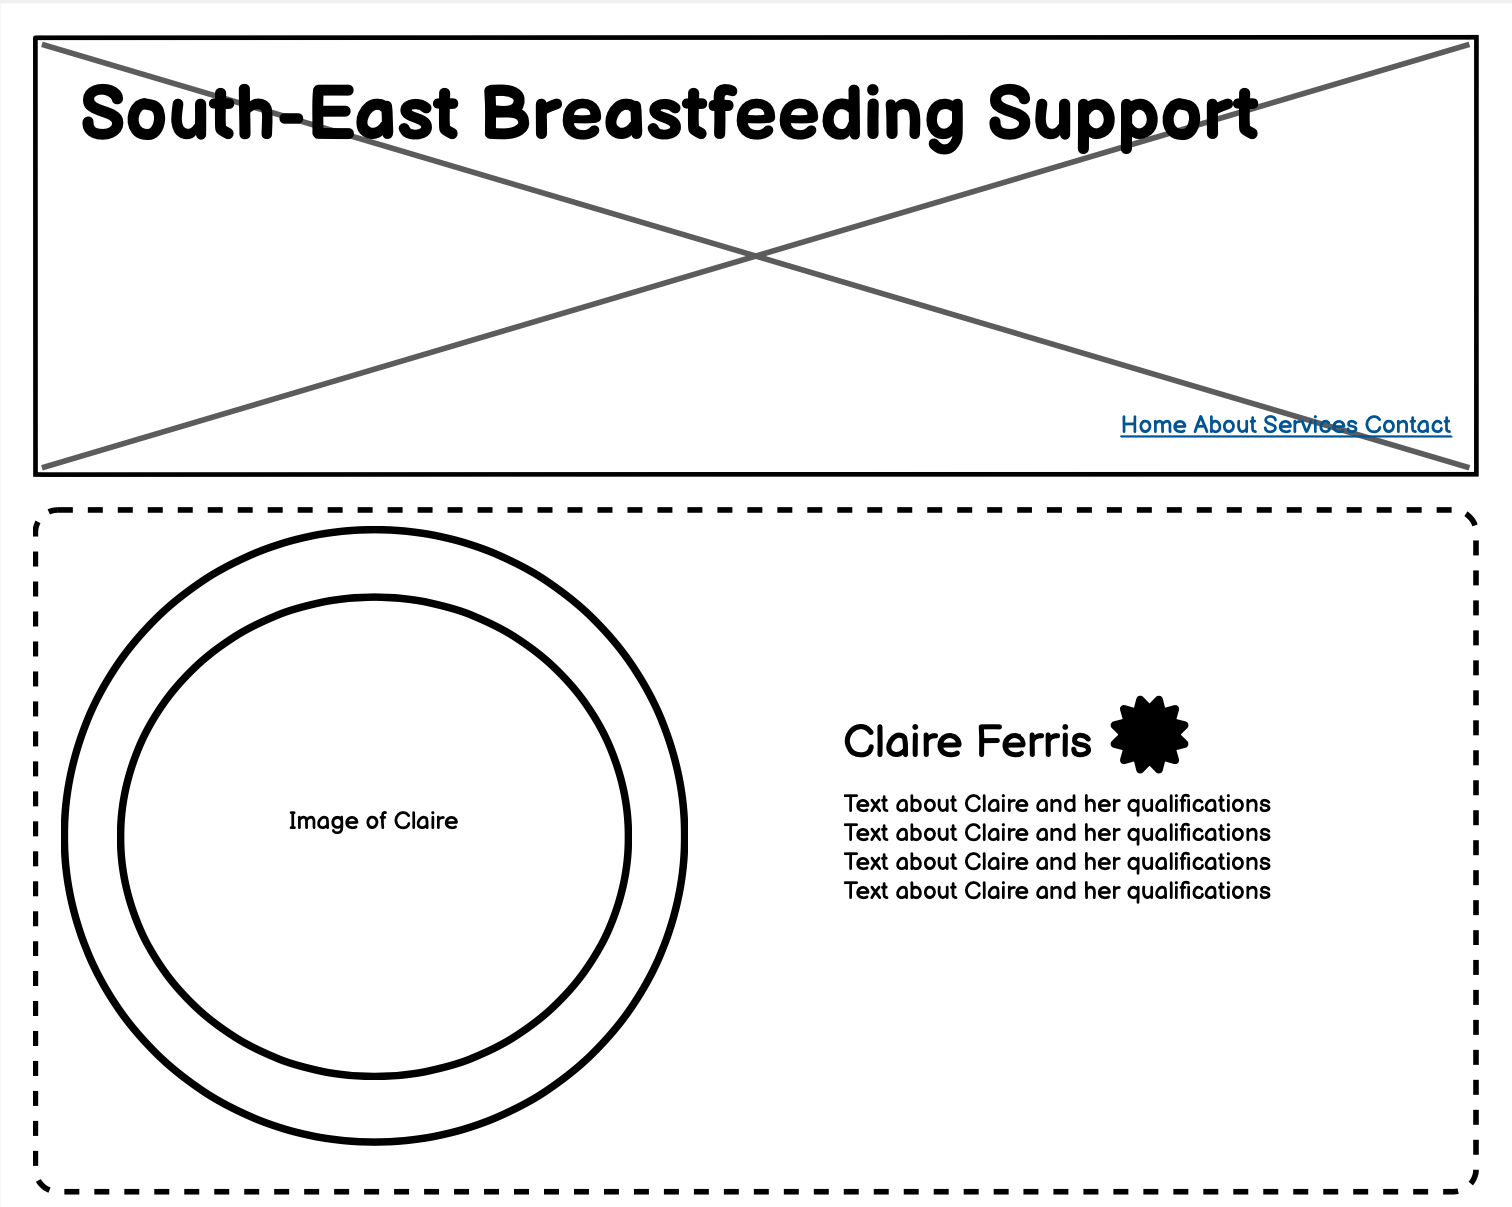 South-East Breastfeeding Support
Home About Services Contact
Image of Claire
Claire Ferris
Text about Claire and her qualifications
Text about Claire and her qualifications
Text about Claire and her qualifications
Text about Claire and her qualifications